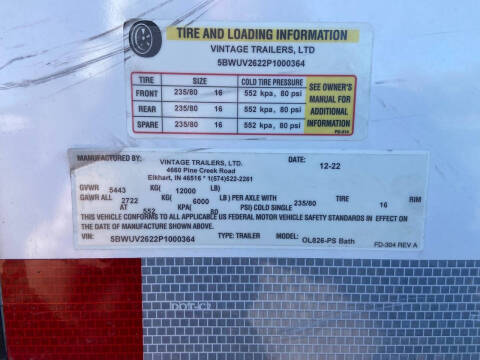 TIRE AND LOADING INFORMATION
VINTAGE TRAILERS, LTD
5BWUV2622P1000364
TIRE SIZE COLD TIRE PRESSURE
FRONT 235/80 16 552 kpa, 80 psi
REAR 235/80 16 552 kpa, 80 psi
SPARE 235/80 16 552 kpa, 80 psi
SEE OWNER'S
MANUAL FOR
ADDITIONAL
INFORMATION
MANUFACTURED BY: VINTAGE TRAILERS, LTD. DATE: 12-22
4660 Pine Creek Road
Elkhart, IN 46516 * 1(574)522-2261
GVWR 5443 KG( 12000 LB)
GAWR ALL 2722 KG( 6000 LB ) PER AXLE WITH 235/80 TIRE 16 RIM
AT 552 KPA( 80 PSI) COLD SINGLE
THIS VEHICLE CONFORMS TO ALL APPLICABLE US FEDERAL MOTOR VEHICLE SAFETY STANDARDS IN EFFECT ON
THE DATE OF MANUFACTURE SHOWN ABOVE.
VIN: 5BWUV2622P1000364 TYPE: TRAILER MODEL: OL826-PS Bath
FD-304 REV A
DOT-C2